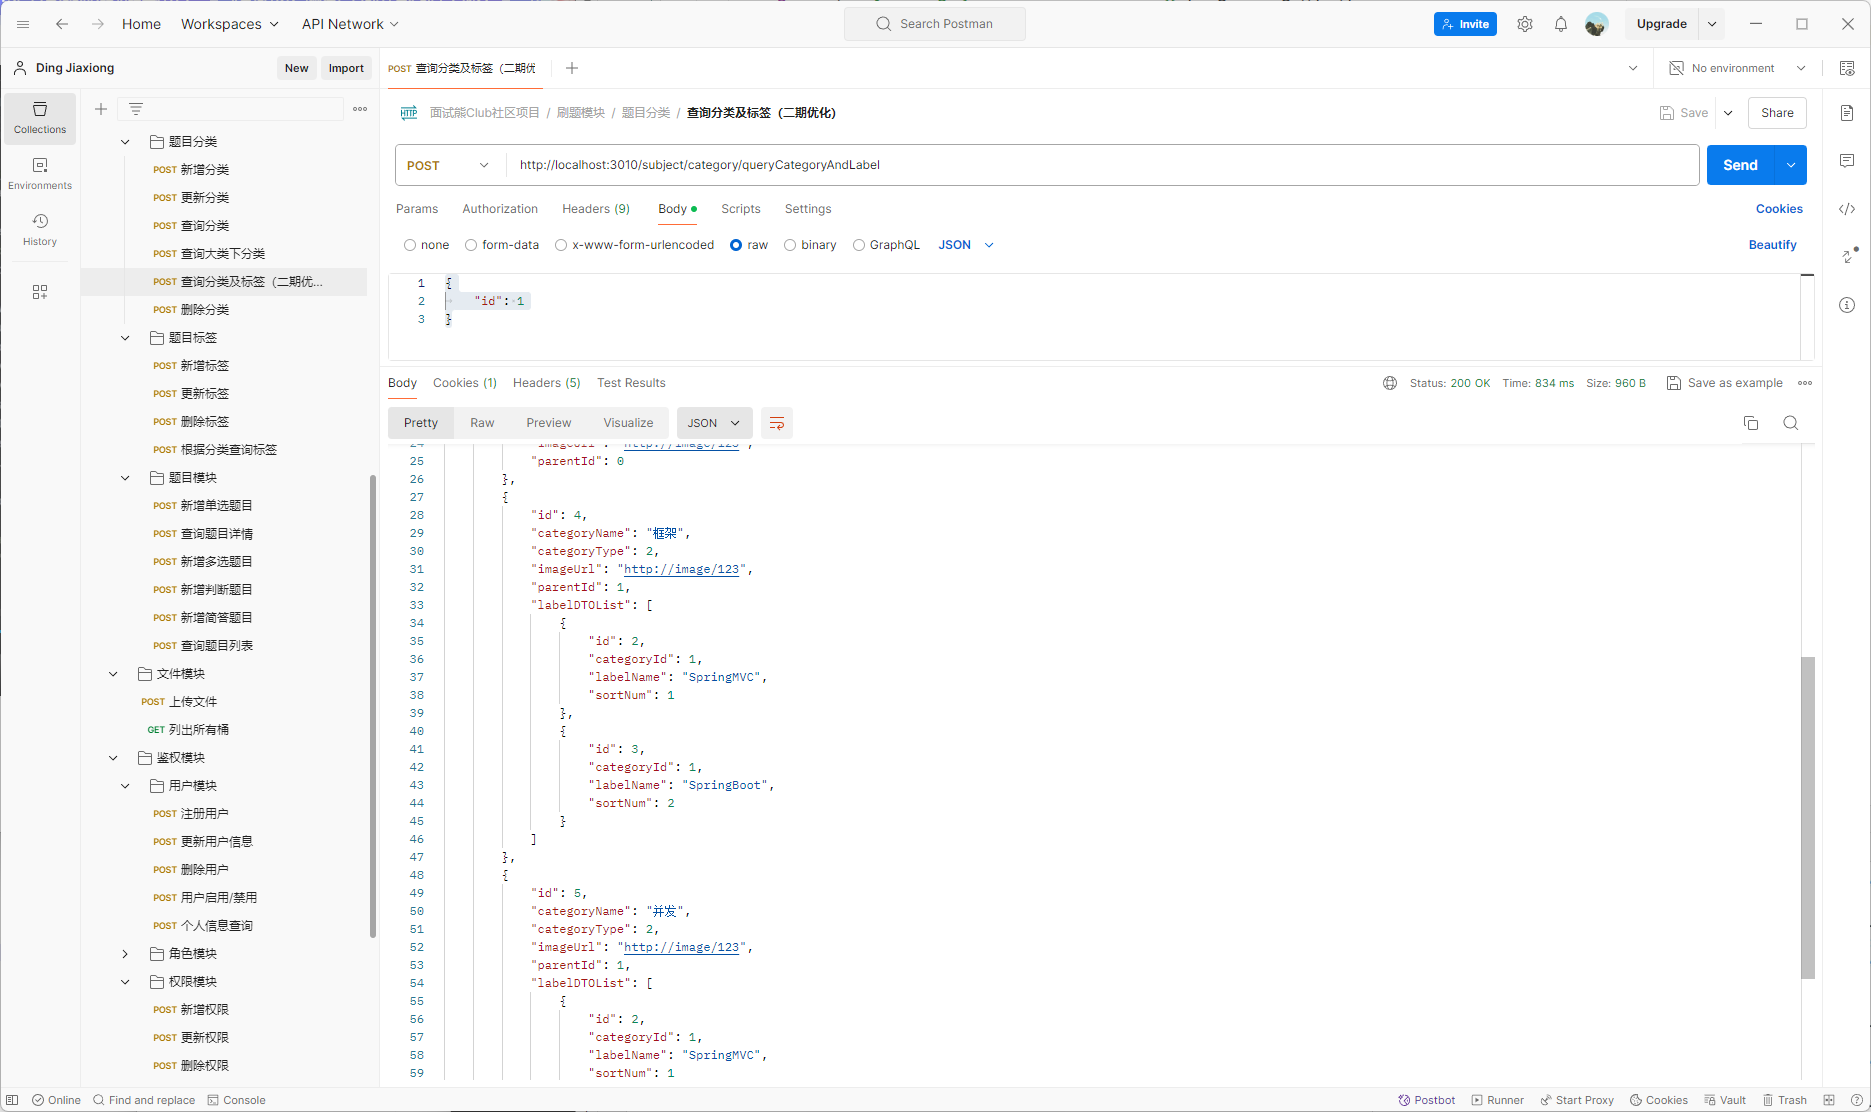 Home Workspaces API Network Search Postman Invite Upgrade
Ding Jiaxiong New Import POST 查询分类及标签（二期优 No environment
Collections
Environments
History
题目分类
POST 新增分类
POST 更新分类
POST 查询分类
POST 查询大类下分类
POST 查询分类及标签（二期优...
POST 删除分类
题目标签
POST 新增标签
POST 更新标签
POST 删除标签
POST 根据分类查询标签
题目模块
POST 新增单选题目
POST 查询题目详情
POST 新增多选题目
POST 新增判断题目
POST 新增简答题目
POST 查询题目列表
文件模块
POST 上传文件
GET 列出所有桶
鉴权模块
用户模块
POST 注册用户
POST 更新用户信息
POST 删除用户
POST 用户启用/禁用
POST 个人信息查询
角色模块
权限模块
POST 新增权限
POST 更新权限
POST 删除权限
HTTP 面试熊Club社区项目 / 刷题模块 / 题目分类 / 查询分类及标签（二期优化） Save Share
POST http://localhost:3010/subject/category/queryCategoryAndLabel Send
Params Authorization Headers (9) Body Scripts Settings Cookies
none form-data x-www-form-urlencoded raw binary GraphQL JSON Beautify
1 {
2 "id": 1
3 }
Body Cookies (1) Headers (5) Test Results Status: 200 OK Time: 834 ms Size: 960 B Save as example
Pretty Raw Preview Visualize JSON
24 "imageUrl": "http://image/123",
25 "parentId": 0
26 },
27 {
28 "id": 4,
29 "categoryName": "框架",
30 "categoryType": 2,
31 "imageUrl": "http://image/123",
32 "parentId": 1,
33 "labelDTOList": [
34 {
35 "id": 2,
36 "categoryId": 1,
37 "labelName": "SpringMVC",
38 "sortNum": 1
39 },
40 {
41 "id": 3,
42 "categoryId": 1,
43 "labelName": "SpringBoot",
44 "sortNum": 2
45 }
46 ]
47 },
48 {
49 "id": 5,
50 "categoryName": "并发",
51 "categoryType": 2,
52 "imageUrl": "http://image/123",
53 "parentId": 1,
54 "labelDTOList": [
55 {
56 "id": 2,
57 "categoryId": 1,
58 "labelName": "SpringMVC",
59 "sortNum": 1
Online Find and replace Console Postbot Runner Start Proxy Cookies Vault Trash